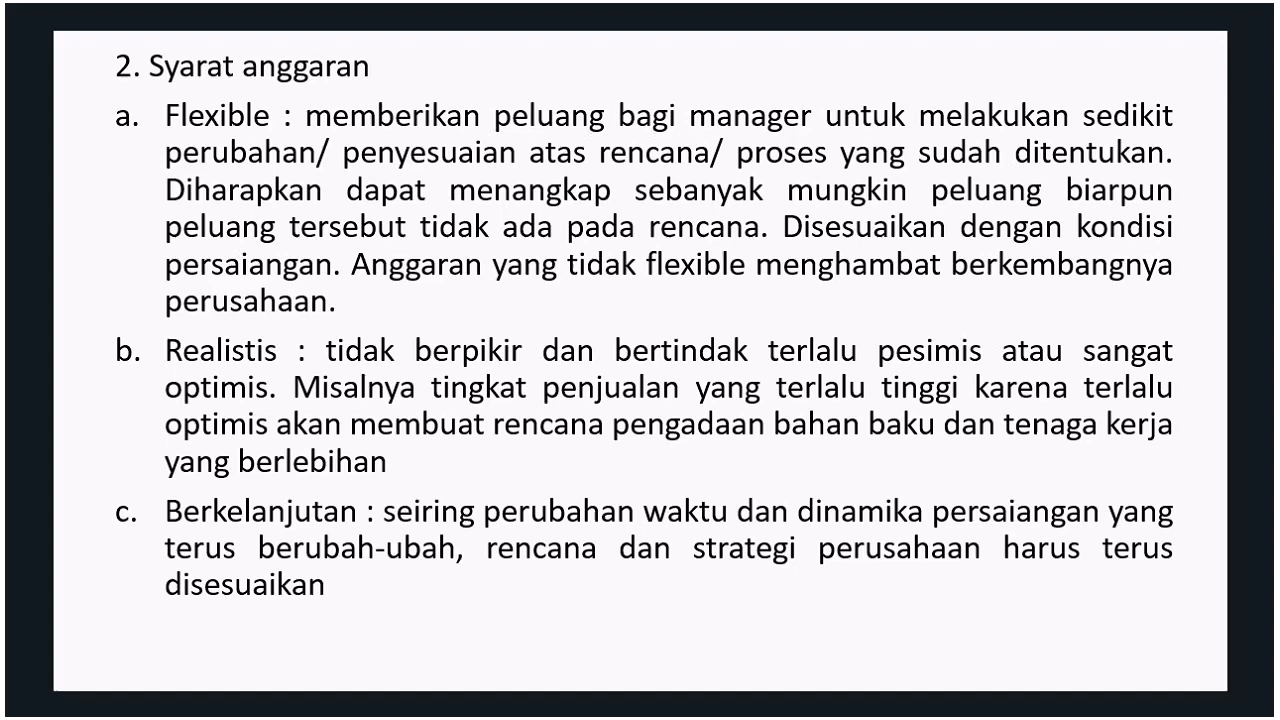 2. Syarat anggaran
a. Flexible : memberikan peluang bagi manager untuk melakukan sedikit
perubahan/ penyesuaian atas rencana/ proses yang sudah ditentukan.
Diharapkan dapat menangkap sebanyak mungkin peluang biarpun
peluang tersebut tidak ada pada rencana. Disesuaikan dengan kondisi
persaiangan. Anggaran yang tidak flexible menghambat berkembangnya
perusahaan.
b. Realistis : tidak berpikir dan bertindak terlalu pesimis atau sangat
optimis. Misalnya tingkat penjualan yang terlalu tinggi karena terlalu
optimis akan membuat rencana pengadaan bahan baku dan tenaga kerja
yang berlebihan
c. Berkelanjutan : seiring perubahan waktu dan dinamika persaiangan yang
terus berubah-ubah, rencana dan strategi perusahaan harus terus
disesuaikan